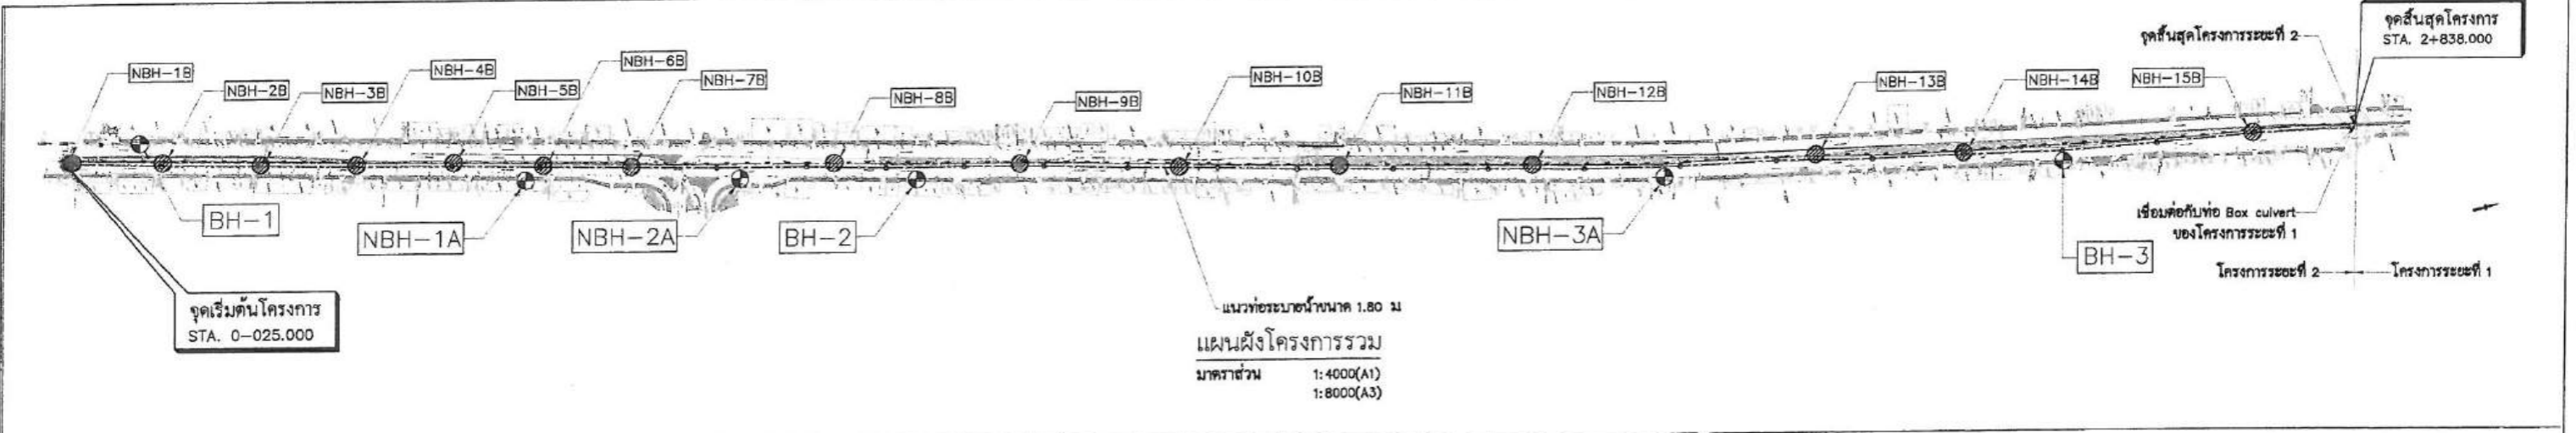 จุดสิ้นสุดโครงการ
STA. 2+838.000
จุดสิ้นสุดโครงการระยะที่ 2
NBH-1B
NBH-2B
NBH-3B
NBH-4B
NBH-5B
NBH-6B
NBH-7B
NBH-8B
NBH-9B
NBH-10B
NBH-11B
NBH-12B
NBH-13B
NBH-14B
NBH-15B
BH-1
NBH-1A
NBH-2A
BH-2
NBH-3A
BH-3
เชื่อมต่อกับท่อ Box culvert
ของโครงการระยะที่ 1
โครงการระยะที่ 2
โครงการระยะที่ 1
จุดเริ่มต้นโครงการ
STA. 0-025.000
แนวท่อระบายน้ำขนาด 1.80 ม
แผนผังโครงการรวม
มาตราส่วน 1:4000(A1)
1:8000(A3)